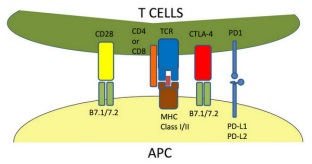 T CELLS
CD28
CD4
or
CD8
TCR
CTLA-4
PD1
B7.1/7.2
MHC
Class I/II
B7.1/7.2
PD-L1
PD-L2
APC